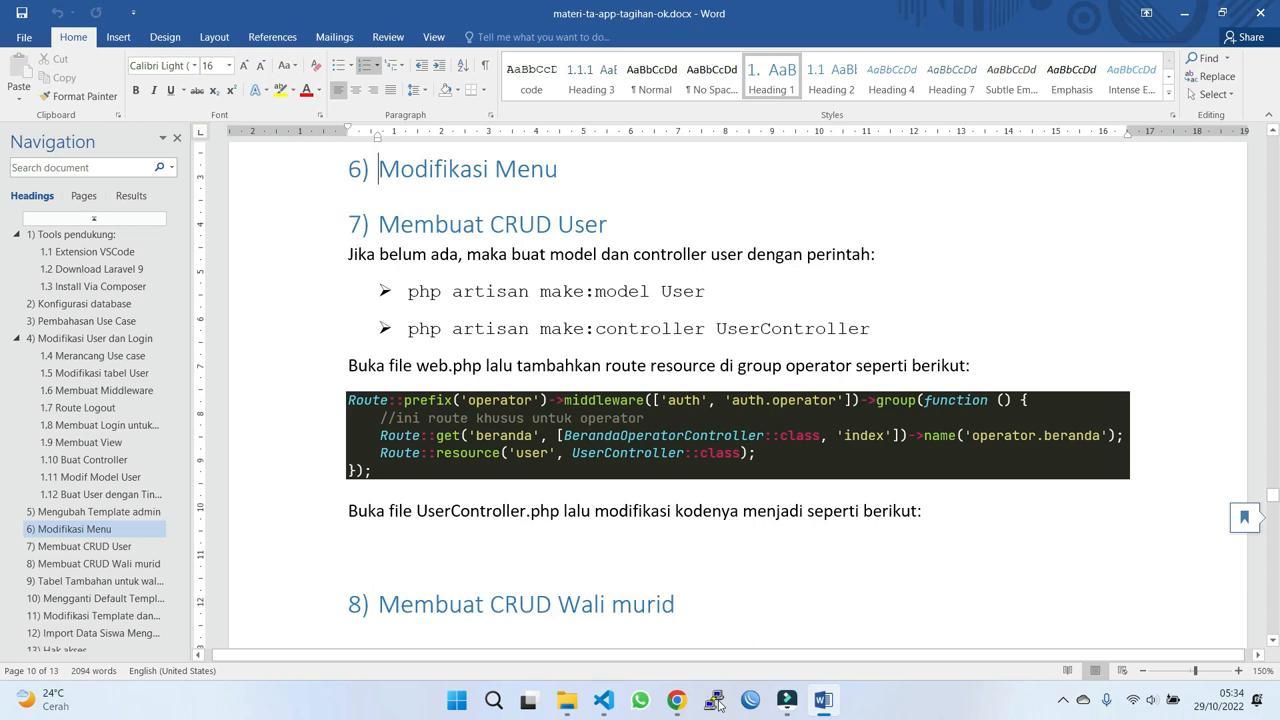 materi-ta-app-tagihan-ok.docx - Word
File Home Insert Design Layout References Mailings Review View Tell me what you want to do... Share
Paste
Cut
Copy
Format Painter
Clipboard
Calibri Light ( 16
Font
Paragraph
AaBbCcD 1.1.1 Aa AaBbCcDd AaBbCcDd 1. AaB 1.1 AaBb AaBbCcDd AaBbCcDd AaBbCcDd AaBbCcDd AaBbCcDd
code Heading 3 ¶ Normal ¶ No Spac... Heading 1 Heading 2 Heading 4 Heading 7 Subtle Em... Emphasis Intense E...
Styles
Find
Replace
Select
Editing
Navigation
Search document
Headings Pages Results
1) Tools pendukung:
1.1 Extension VSCode
1.2 Download Laravel 9
1.3 Install Via Composer
2) Konfigurasi database
3) Pembahasan Use Case
4) Modifikasi User dan Login
1.4 Merancang Use case
1.5 Modifikasi tabel User
1.6 Membuat Middleware
1.7 Route Logout
1.8 Membuat Login untuk...
1.9 Membuat View
1.10 Buat Controller
1.11 Modif Model User
1.12 Buat User dengan Tin...
5) Mengubah Template admin
6) Modifikasi Menu
7) Membuat CRUD User
8) Membuat CRUD Wali murid
9) Tabel Tambahan untuk wal...
10) Mengganti Default Templ...
11) Modifikasi Template dan...
12) Import Data Siswa Meng...
13) Hak akses
6) Modifikasi Menu
7) Membuat CRUD User
Jika belum ada, maka buat model dan controller user dengan perintah:
➢ php artisan make:model User
➢ php artisan make:controller UserController
Buka file web.php lalu tambahkan route resource di group operator seperti berikut:
Route::prefix('operator')->middleware(['auth', 'auth.operator'])->group(function () {
//ini route khusus untuk operator
Route::get('beranda', [BerandaOperatorController::class, 'index'])->name('operator.beranda');
Route::resource('user', UserController::class);
});
Buka file UserController.php lalu modifikasi kodenya menjadi seperti berikut:
8) Membuat CRUD Wali murid
Page 10 of 13 2094 words English (United States) 150%
24°C
Cerah
05:34
29/10/2022